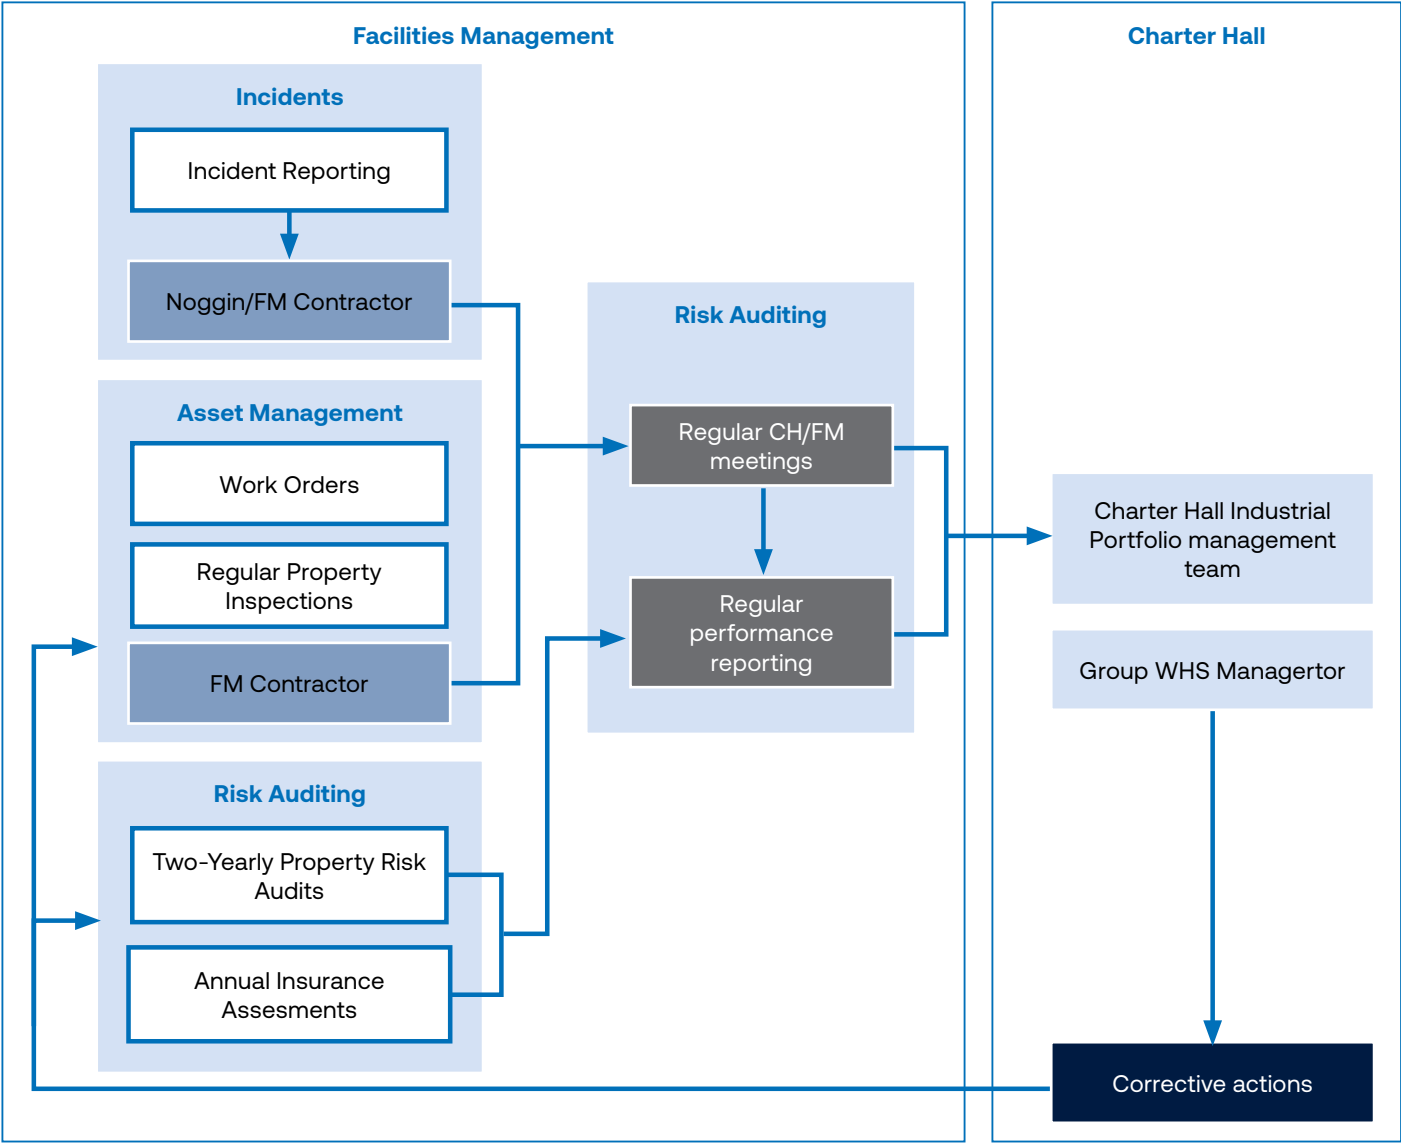 Facilities Management
Incidents
Incident Reporting
Noggin/FM Contractor
Asset Management
Work Orders
Regular Property
Inspections
FM Contractor
Risk Auditing
Two-Yearly Property Risk
Audits
Annual Insurance
Assesments
Risk Auditing
Regular CH/FM
meetings
Regular
performance
reporting
Charter Hall
Charter Hall Industrial
Portfolio management
team
Group WHS Managertor
Corrective actions